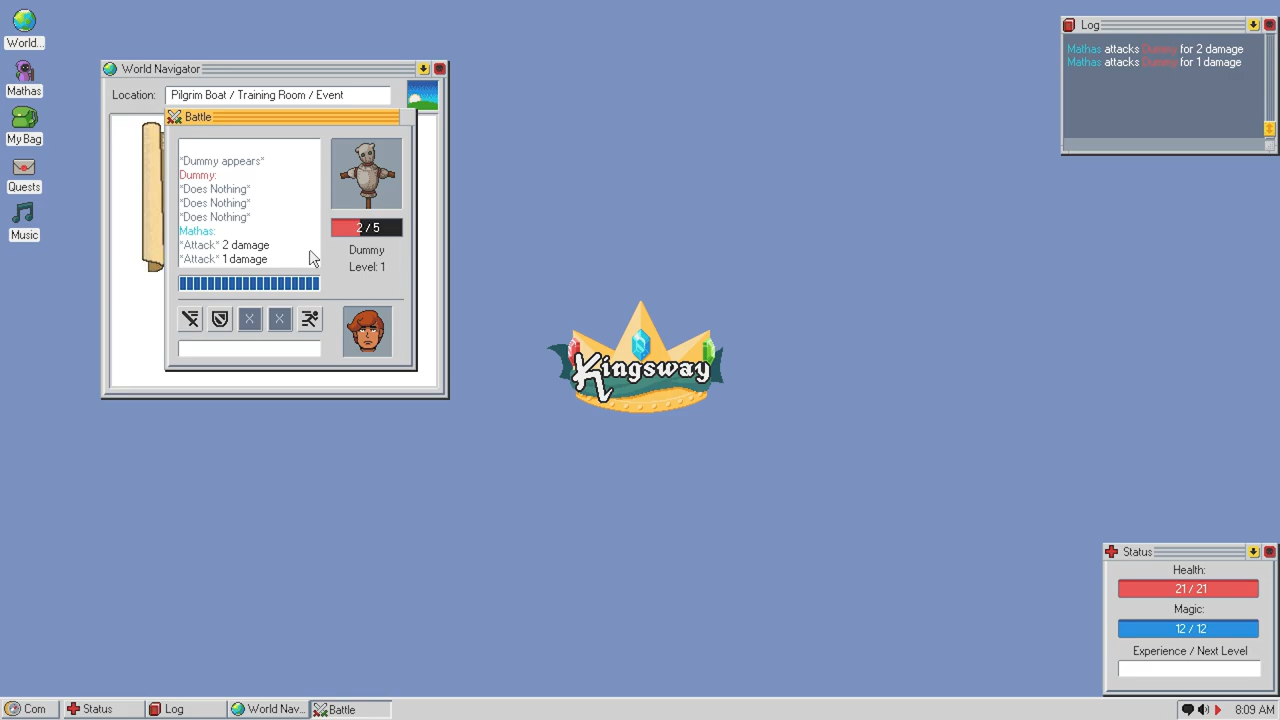 World...
Mathas
My Bag
Quests
Music
World Navigator
Location: Pilgrim Boat / Training Room / Event
Battle
*Dummy appears*
Dummy:
*Does Nothing*
*Does Nothing*
*Does Nothing*
Mathas:
*Attack* 2 damage
*Attack* 1 damage
2 / 5
Dummy
Level: 1
Kingsway
Log
Mathas attacks Dummy for 2 damage
Mathas attacks Dummy for 1 damage
Status
Health:
21 / 21
Magic:
12 / 12
Experience / Next Level
Com
Status
Log
World Nav...
Battle
8:09 AM